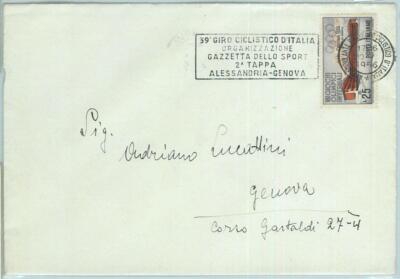 39° GIRO CICLISTICO D'ITALIA
ORGANIZZAZIONE
GAZZETTA DELLO SPORT
2ª TAPPA
ALESSANDRIA-GENOVA
1956
25
Sig.
Adriano
Genova
Corso Gastaldi 27-4